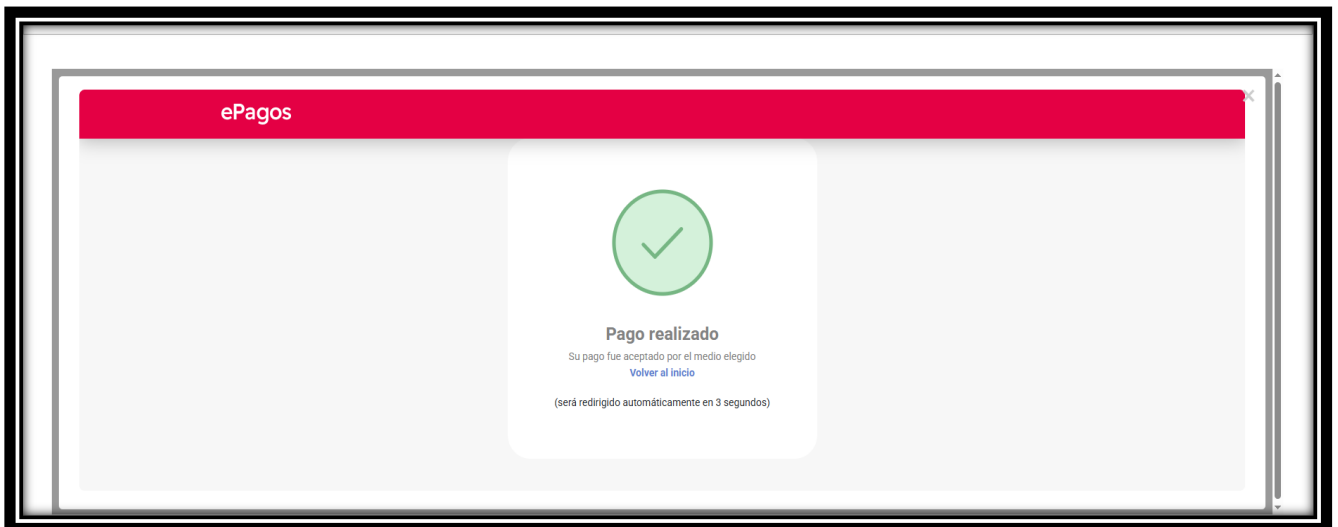 ePagos
Pago realizado
Su pago fue aceptado por el medio elegido
Volver al inicio
(será redirigido automáticamente en 3 segundos)